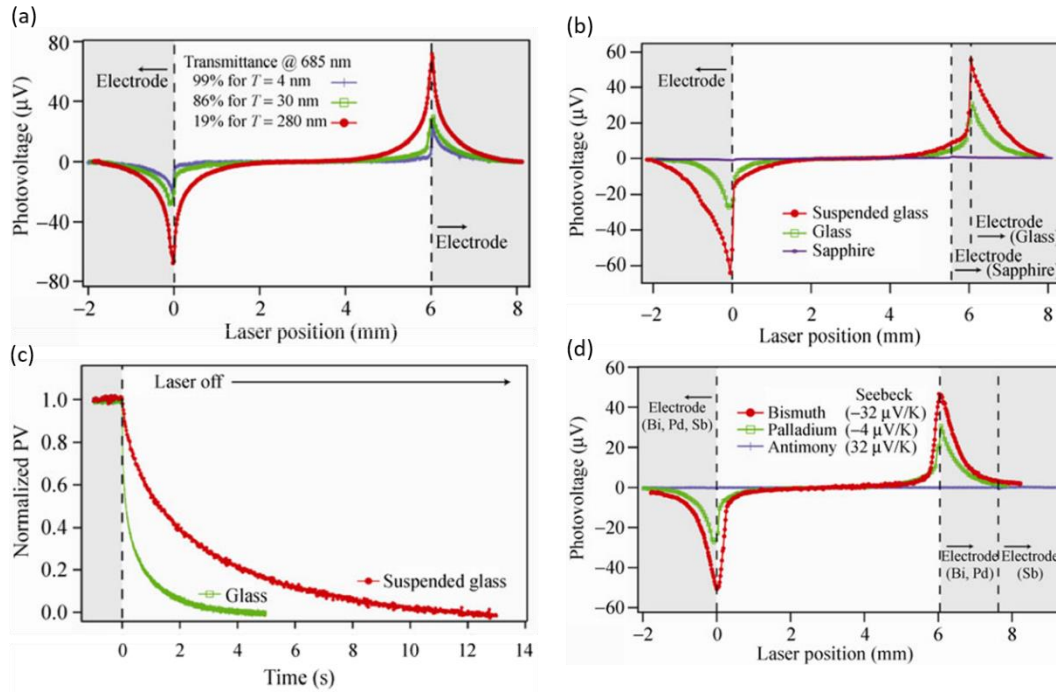 (a)
80
40
0
−40
−80
Photovoltage (μV)
Electrode
Transmittance @ 685 nm
99% for T = 4 nm
86% for T = 30 nm
19% for T = 280 nm
Electrode
−2 0 2 4 6 8
Laser position (mm)
(b)
60
40
20
0
−20
−40
−60
Photovoltage (μV)
Electrode
Suspended glass
Glass
Sapphire
Electrode
(Glass)
Electrode
(Sapphire)
−2 0 2 4 6 8
Laser position (mm)
(c)
1.0
0.8
0.6
0.4
0.2
0.0
Normalized PV
Laser off
Glass
Suspended glass
0 2 4 6 8 10 12 14
Time (s)
(d)
60
40
20
0
−20
−40
−60
Photovoltage (μV)
Electrode
(Bi, Pd, Sb)
Seebeck
Bismuth (−32 μV/K)
Palladium (−4 μV/K)
Antimony (32 μV/K)
Electrode
(Bi, Pd)
Electrode
(Sb)
−2 0 2 4 6 8
Laser position (mm)